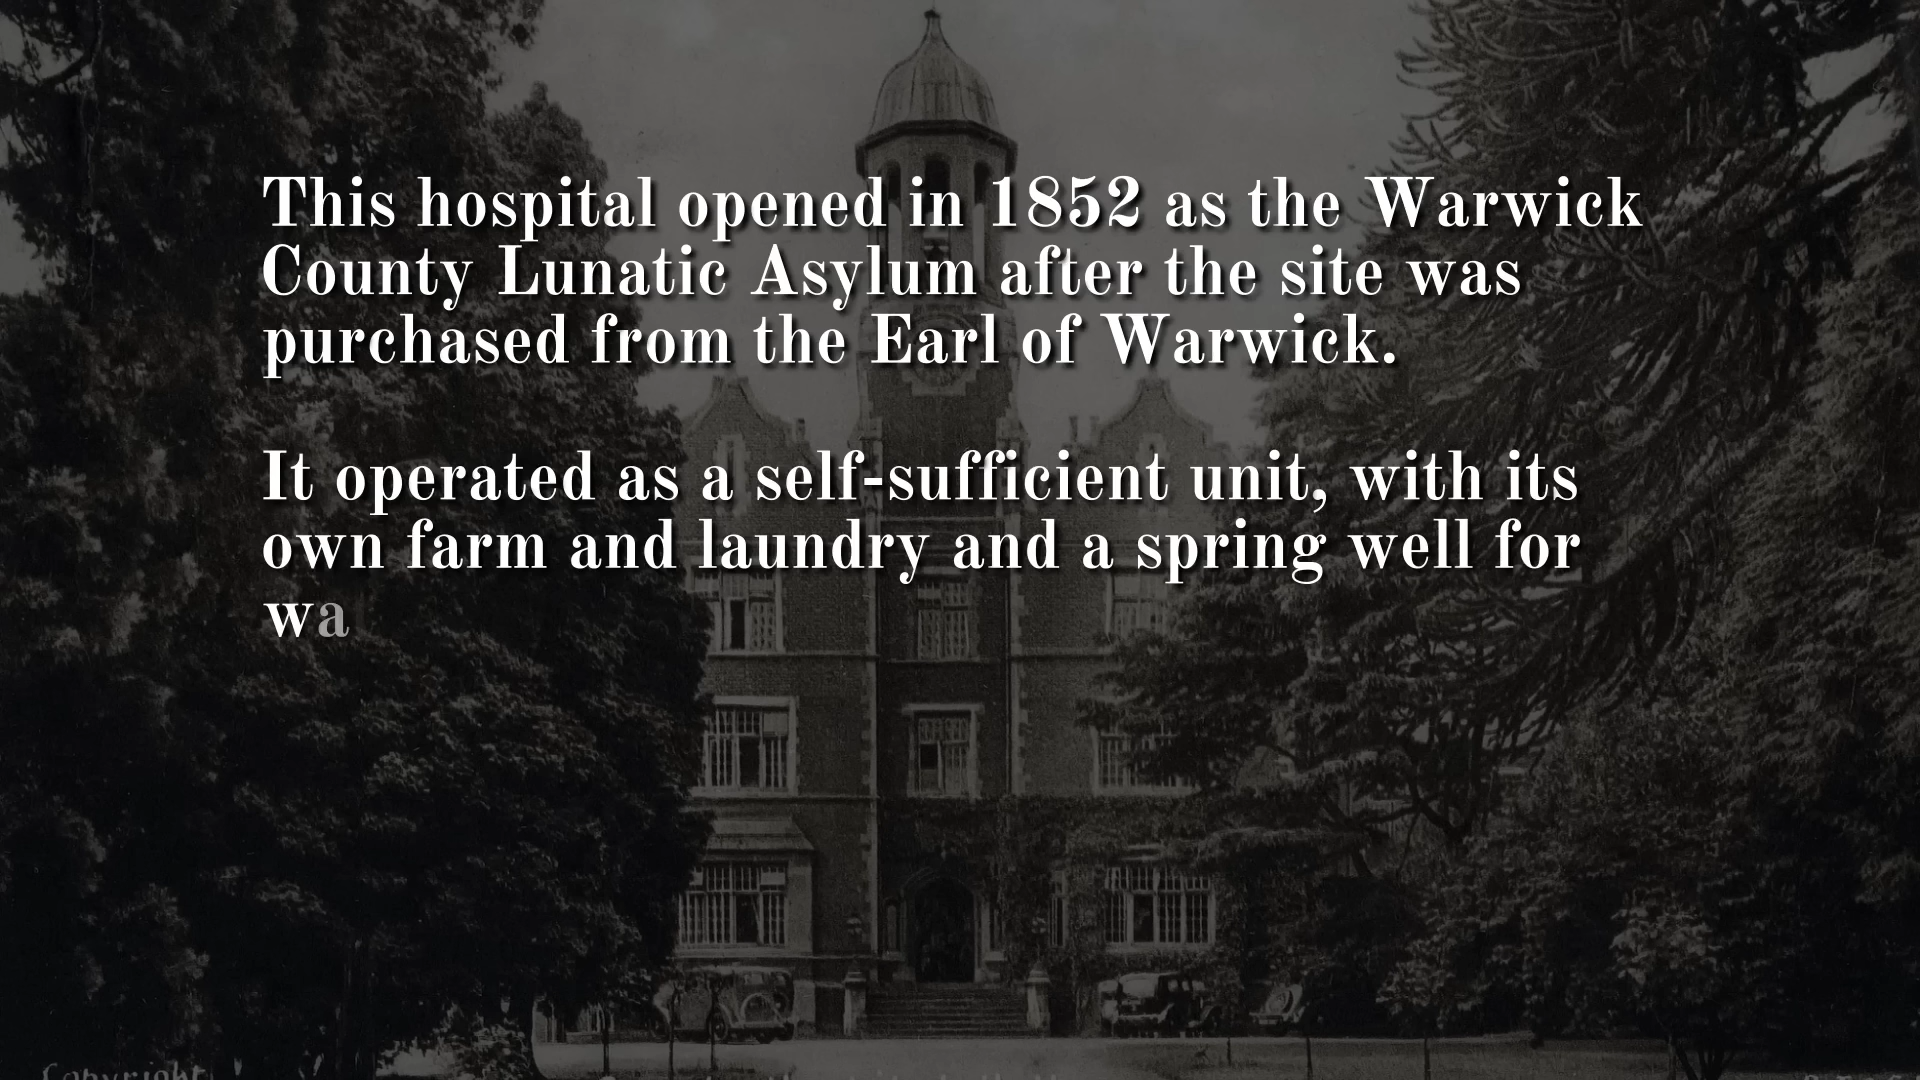 This hospital opened in 1852 as the Warwick
County Lunatic Asylum after the site was
purchased from the Earl of Warwick.
It operated as a self-sufficient unit, with its
own farm and laundry and a spring well for
wa
Copyright